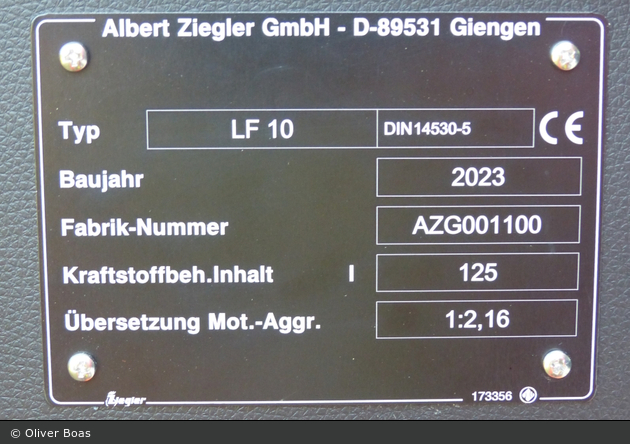 Albert Ziegler GmbH - D-89531 Giengen
Typ LF 10 DIN14530-5 CE
Baujahr 2023
Fabrik-Nummer AZG001100
Kraftstoffbeh.Inhalt l 125
Übersetzung Mot.-Aggr. 1:2,16
Ziegler 173356
© Oliver Boas